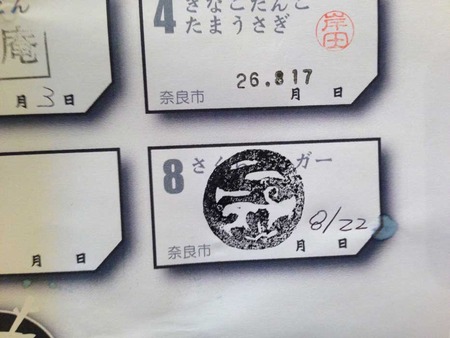 ん
庵
月3日
4 きなこだんご
たまうさぎ
岸田
26.8.17
奈良市 月 日
月 日
8 さ ガー
8/22
奈良市 月 日